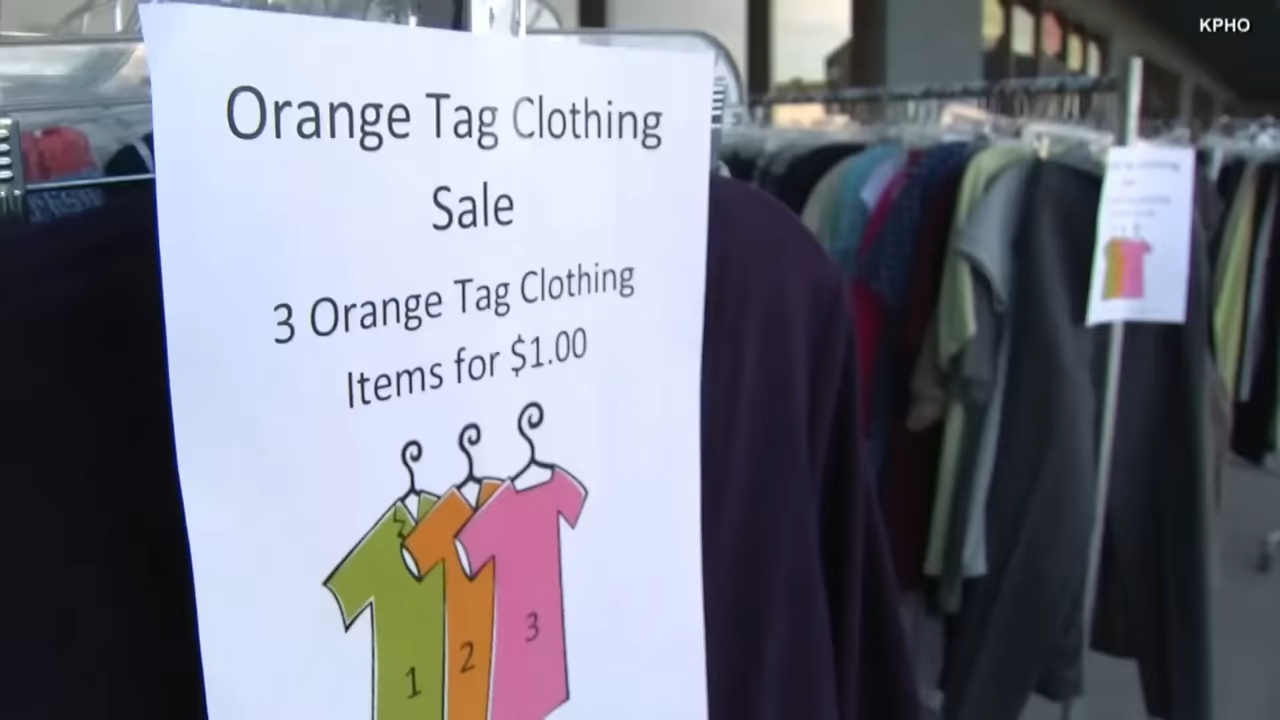 KPHO
Orange Tag Clothing
Sale
3 Orange Tag Clothing
Items for $1.00
1
2
3